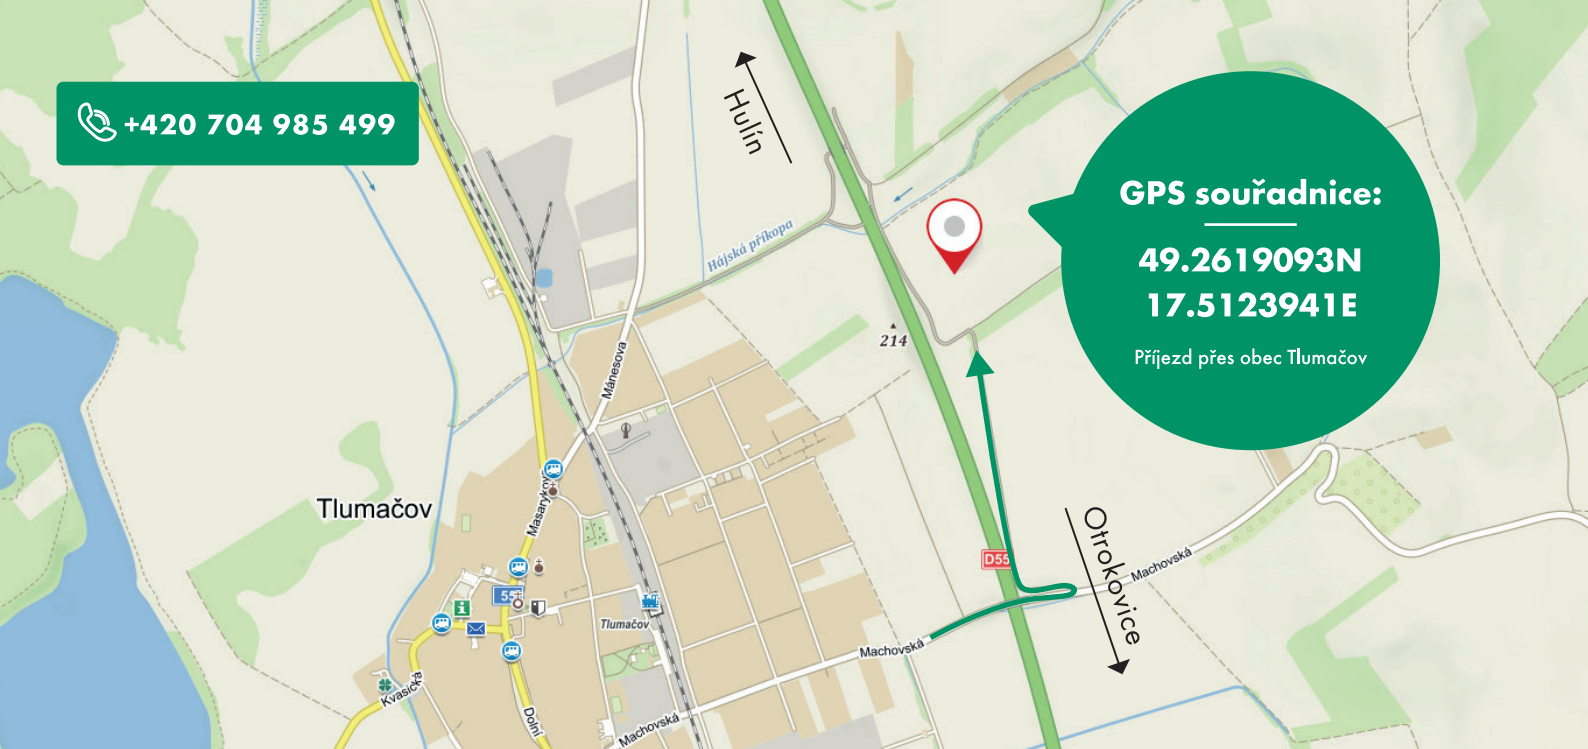 +420 704 985 499
Hulín
GPS souřadnice:
49.2619093N
17.5123941E
Příjezd přes obec Tlumačov
Hájská příkopa
214
Mánesova
Masarykova
Tlumačov
D55
Otrokovice
Machovská
55
Tlumačov
Machovská
Kvasická
Dolní
Machovská